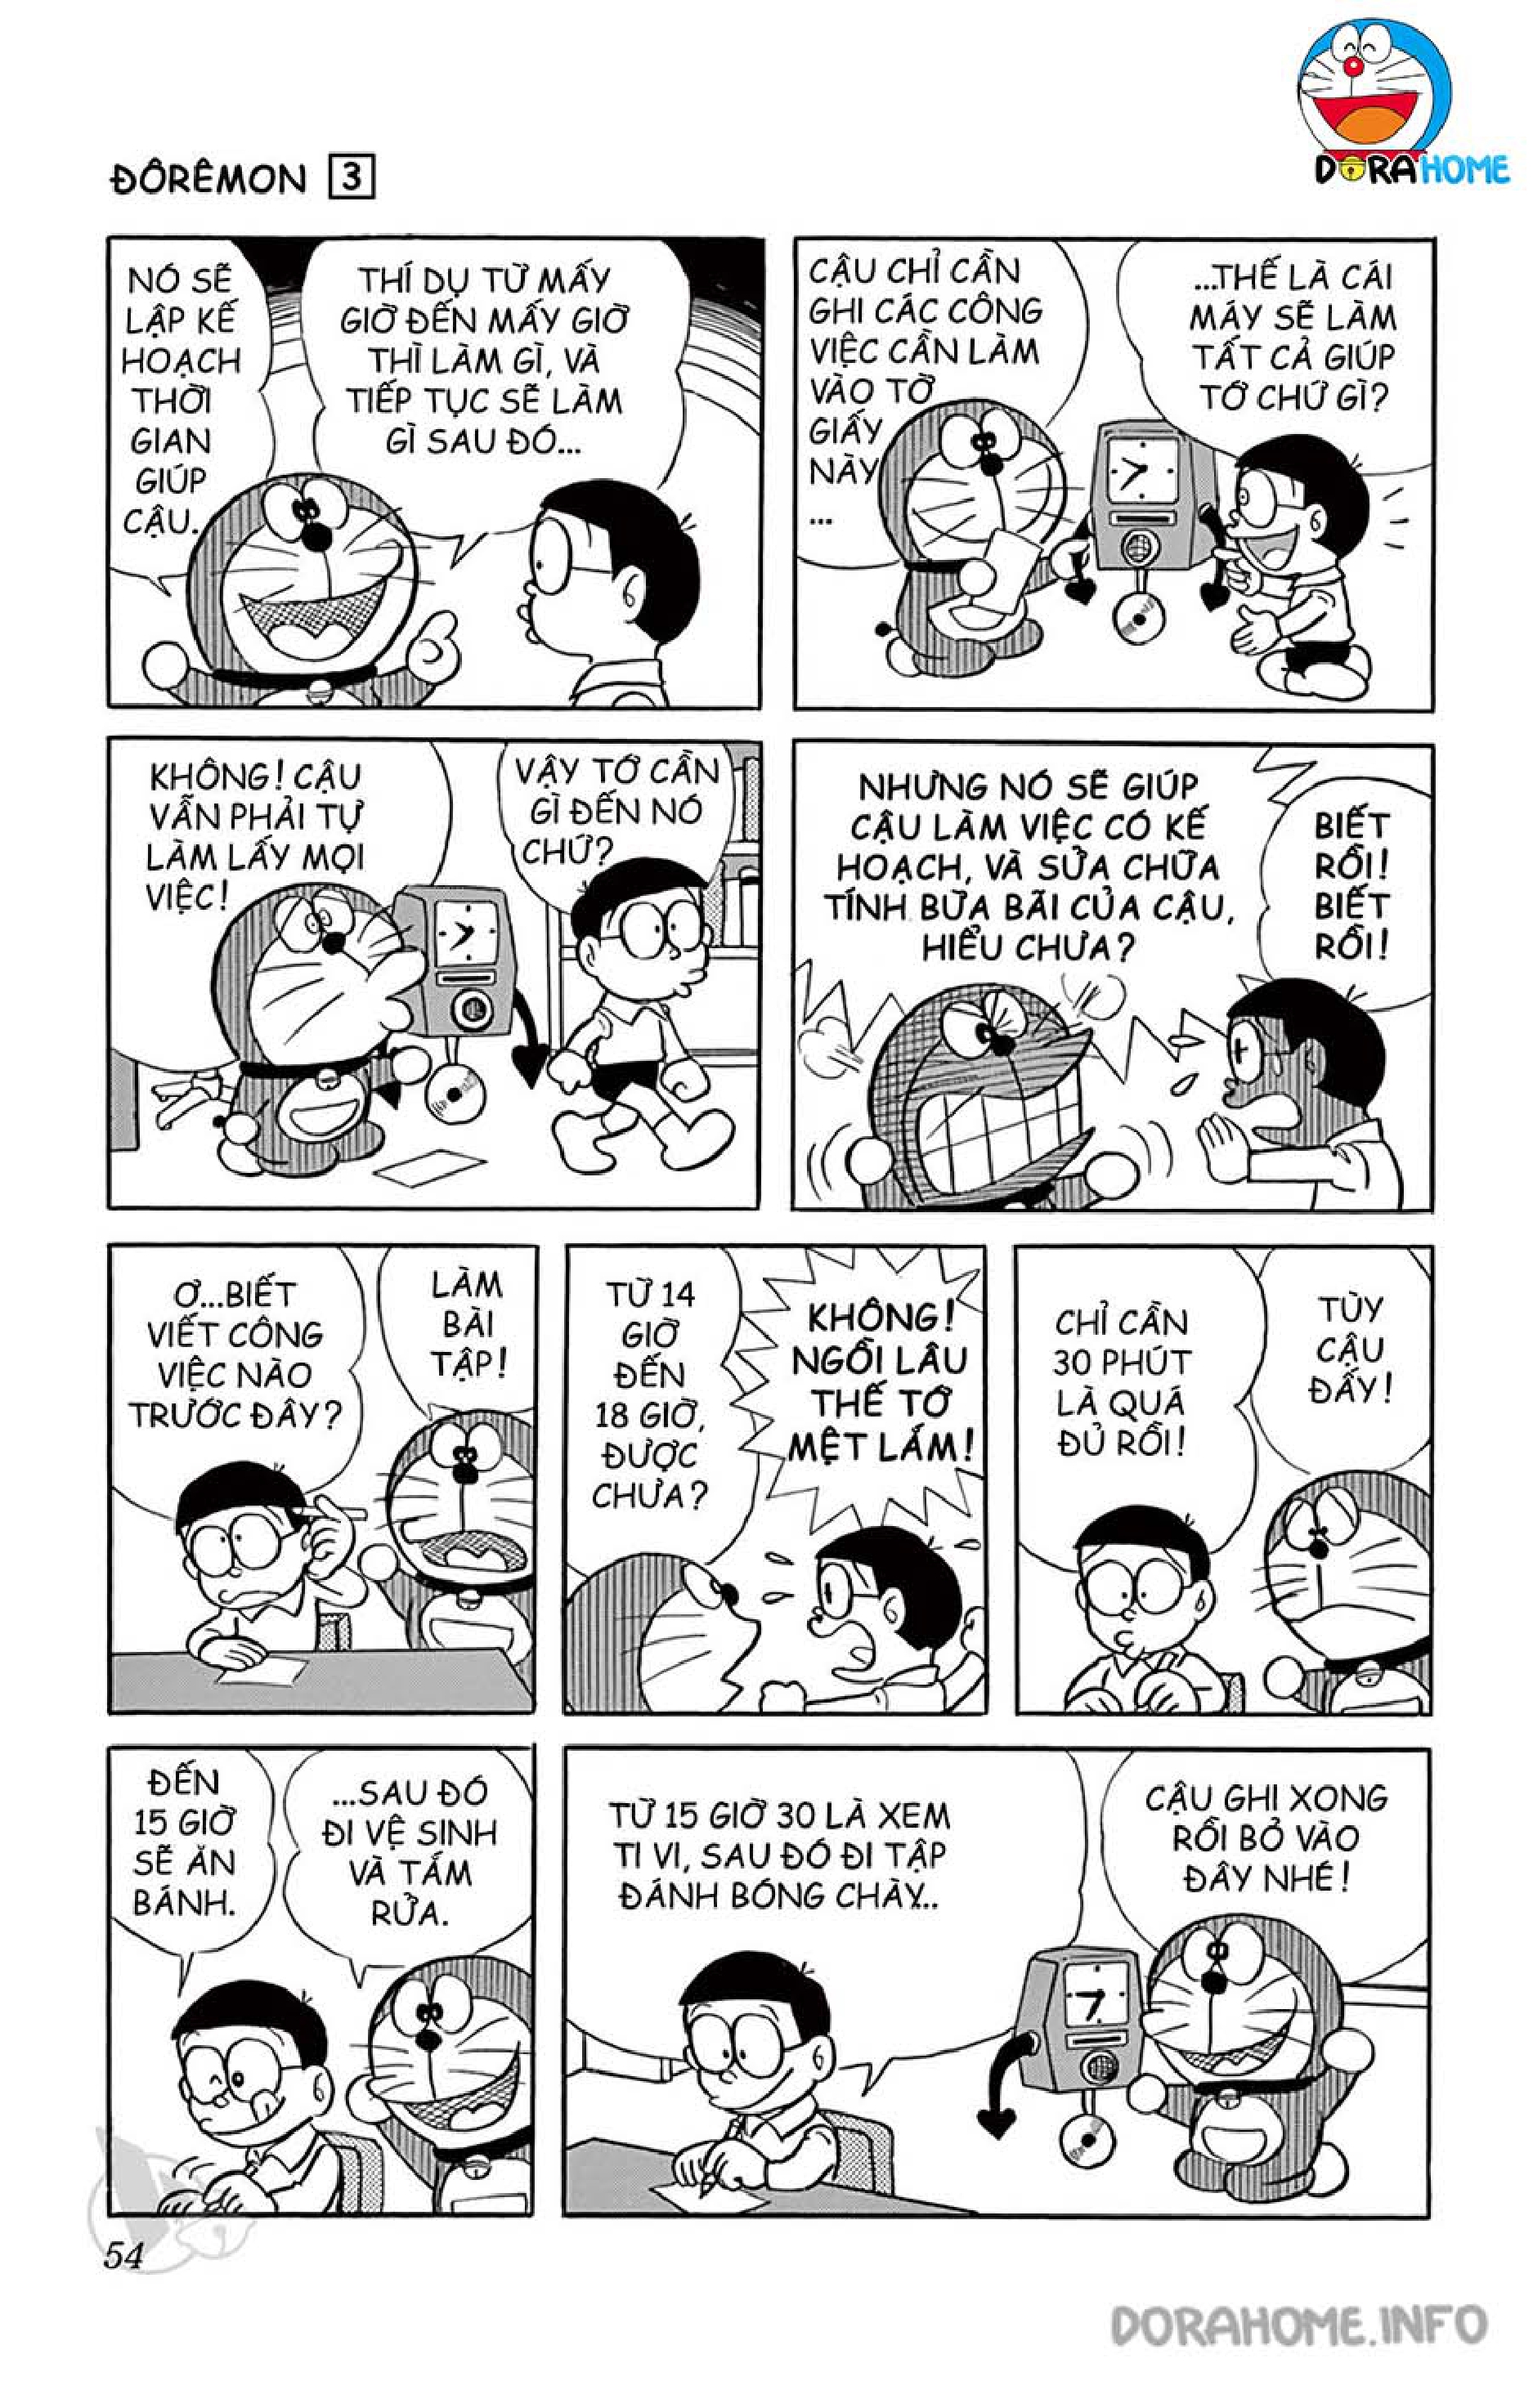 DORAHOME
ĐÔRÊMON 3
NÓ SẼ
LẬP KẾ
HOẠCH
THỜI
GIAN
GIÚP
CẬU.
THÍ DỤ TỪ MẤY
GIỜ ĐẾN MẤY GIỜ
THÌ LÀM GÌ, VÀ
TIẾP TỤC SẼ LÀM
GÌ SAU ĐÓ...
CẬU CHỈ CẦN
GHI CÁC CÔNG
VIỆC CẦN LÀM
VÀO TỜ
GIẤY
NÀY
...
...THẾ LÀ CÁI
MÁY SẼ LÀM
TẤT CẢ GIÚP
TỚ CHỨ GÌ?
KHÔNG! CẬU
VẪN PHẢI TỰ
LÀM LẤY MỌI
VIỆC!
VẬY TỚ CẦN
GÌ ĐẾN NÓ
CHỨ?
NHƯNG NÓ SẼ GIÚP
CẬU LÀM VIỆC CÓ KẾ
HOẠCH, VÀ SỬA CHỮA
TÍNH BỪA BÃI CỦA CẬU,
HIỂU CHƯA?
BIẾT
RỒI!
BIẾT
RỒI!
Ơ...BIẾT
VIẾT CÔNG
VIỆC NÀO
TRƯỚC ĐÂY?
LÀM
BÀI
TẬP!
TỪ 14
GIỜ
ĐẾN
18 GIỜ,
ĐƯỢC
CHƯA?
KHÔNG!
NGỒI LÂU
THẾ TỚ
MỆT LẮM!
CHỈ CẦN
30 PHÚT
LÀ QUÁ
ĐỦ RỒI!
TÙY
CẬU
ĐẤY!
ĐẾN
15 GIỜ
SẼ ĂN
BÁNH.
...SAU ĐÓ
ĐI VỆ SINH
VÀ TẮM
RỬA.
TỪ 15 GIỜ 30 LÀ XEM
TI VI, SAU ĐÓ ĐI TẬP
ĐÁNH BÓNG CHÀY...
CẬU GHI XONG
RỒI BỎ VÀO
ĐÂY NHÉ!
54
DORAHOME.INFO